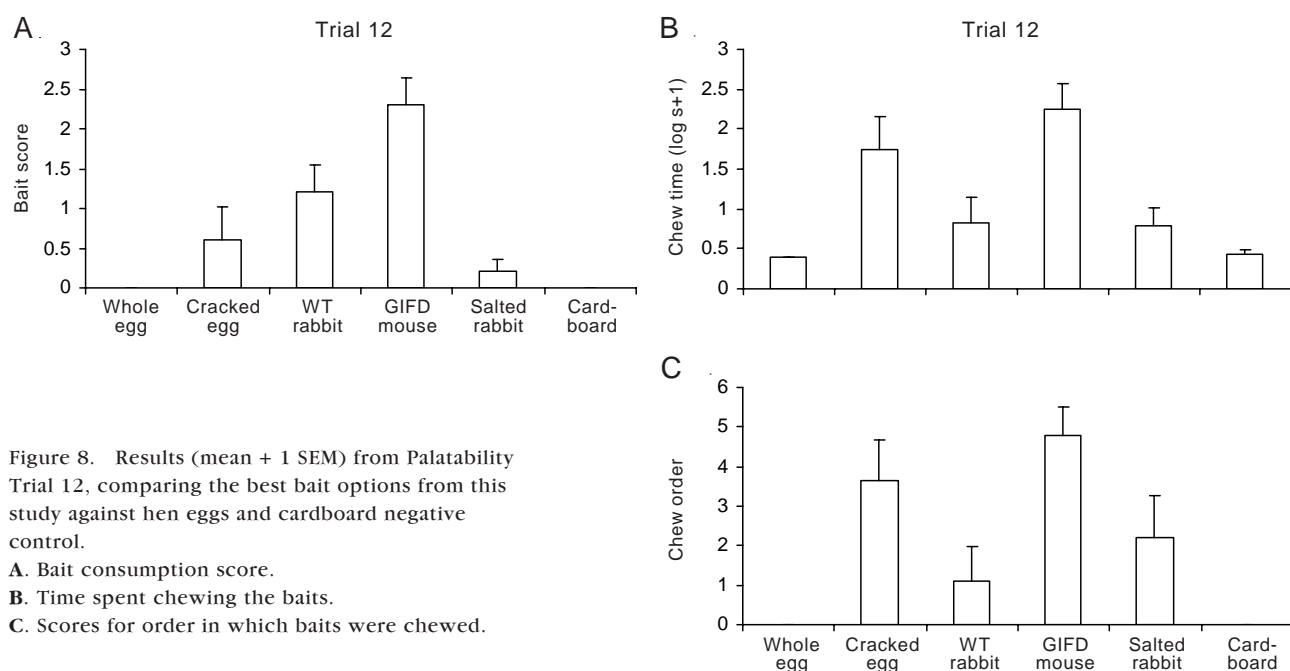 A
Trial 12
3
2.5
2
1.5
1
0.5
0
Bait score
Whole egg
Cracked egg
WT rabbit
GIFD mouse
Salted rabbit
Card-board
B
Trial 12
3
2.5
2
1.5
1
0.5
0
Chew time (log s+1)
C
6
5
4
3
2
1
0
Chew order
Whole egg
Cracked egg
WT rabbit
GIFD mouse
Salted rabbit
Card-board
Figure 8. Results (mean + 1 SEM) from Palatability
Trial 12, comparing the best bait options from this
study against hen eggs and cardboard negative
control.
A. Bait consumption score.
B. Time spent chewing the baits.
C. Scores for order in which baits were chewed.